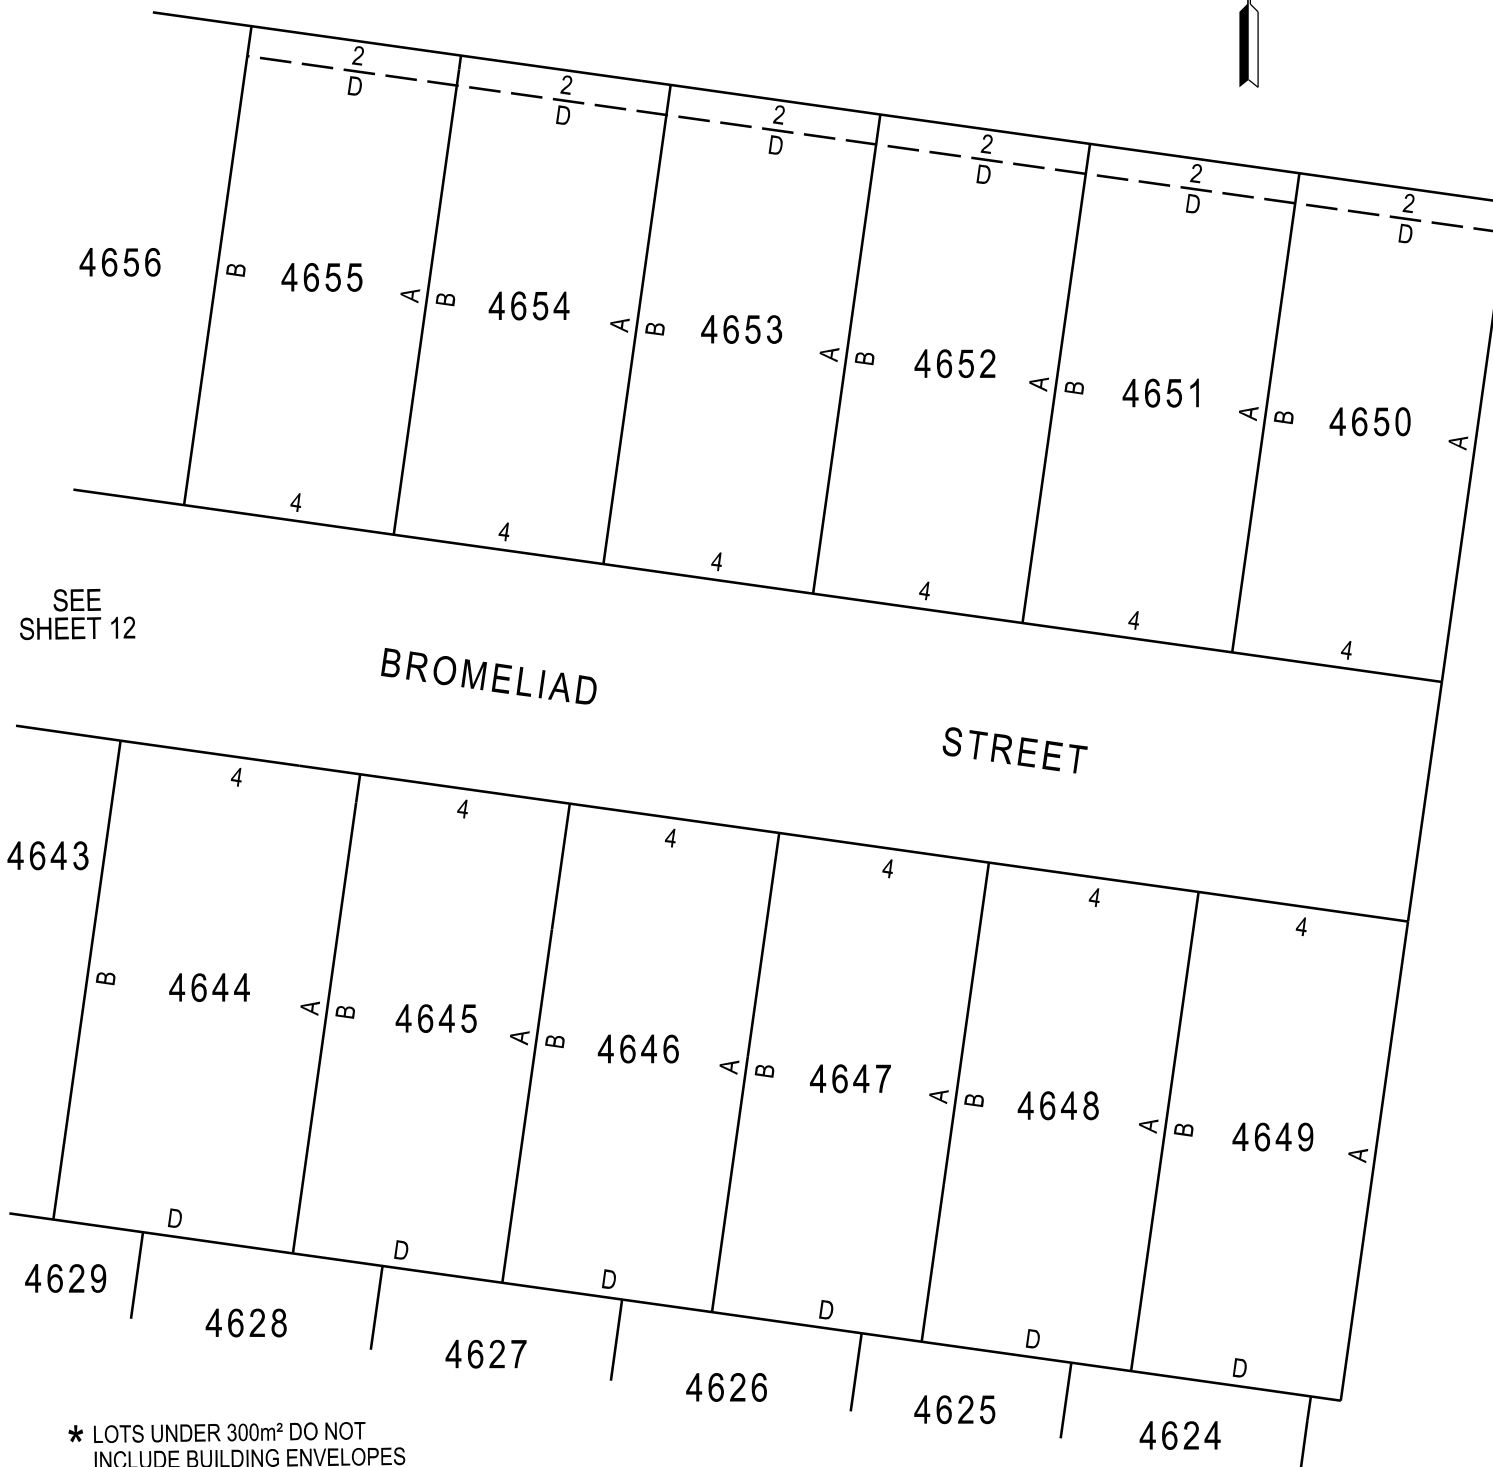 2 2 2 2 2 2
D D D D D D
4656 B 4655 A B 4654 A B 4653 A B 4652 A B 4651 A B 4650 A
4 4 4 4 4 4
SEE
SHEET 12
BROMELIAD STREET
4 4 4 4 4 4
4643 B 4644 A B 4645 A B 4646 A B 4647 A B 4648 A B 4649 A
D D D D D D
4629 4628 4627 4626 4625 4624
* LOTS UNDER 300m² DO NOT
INCLUDE BUILDING ENVELOPES